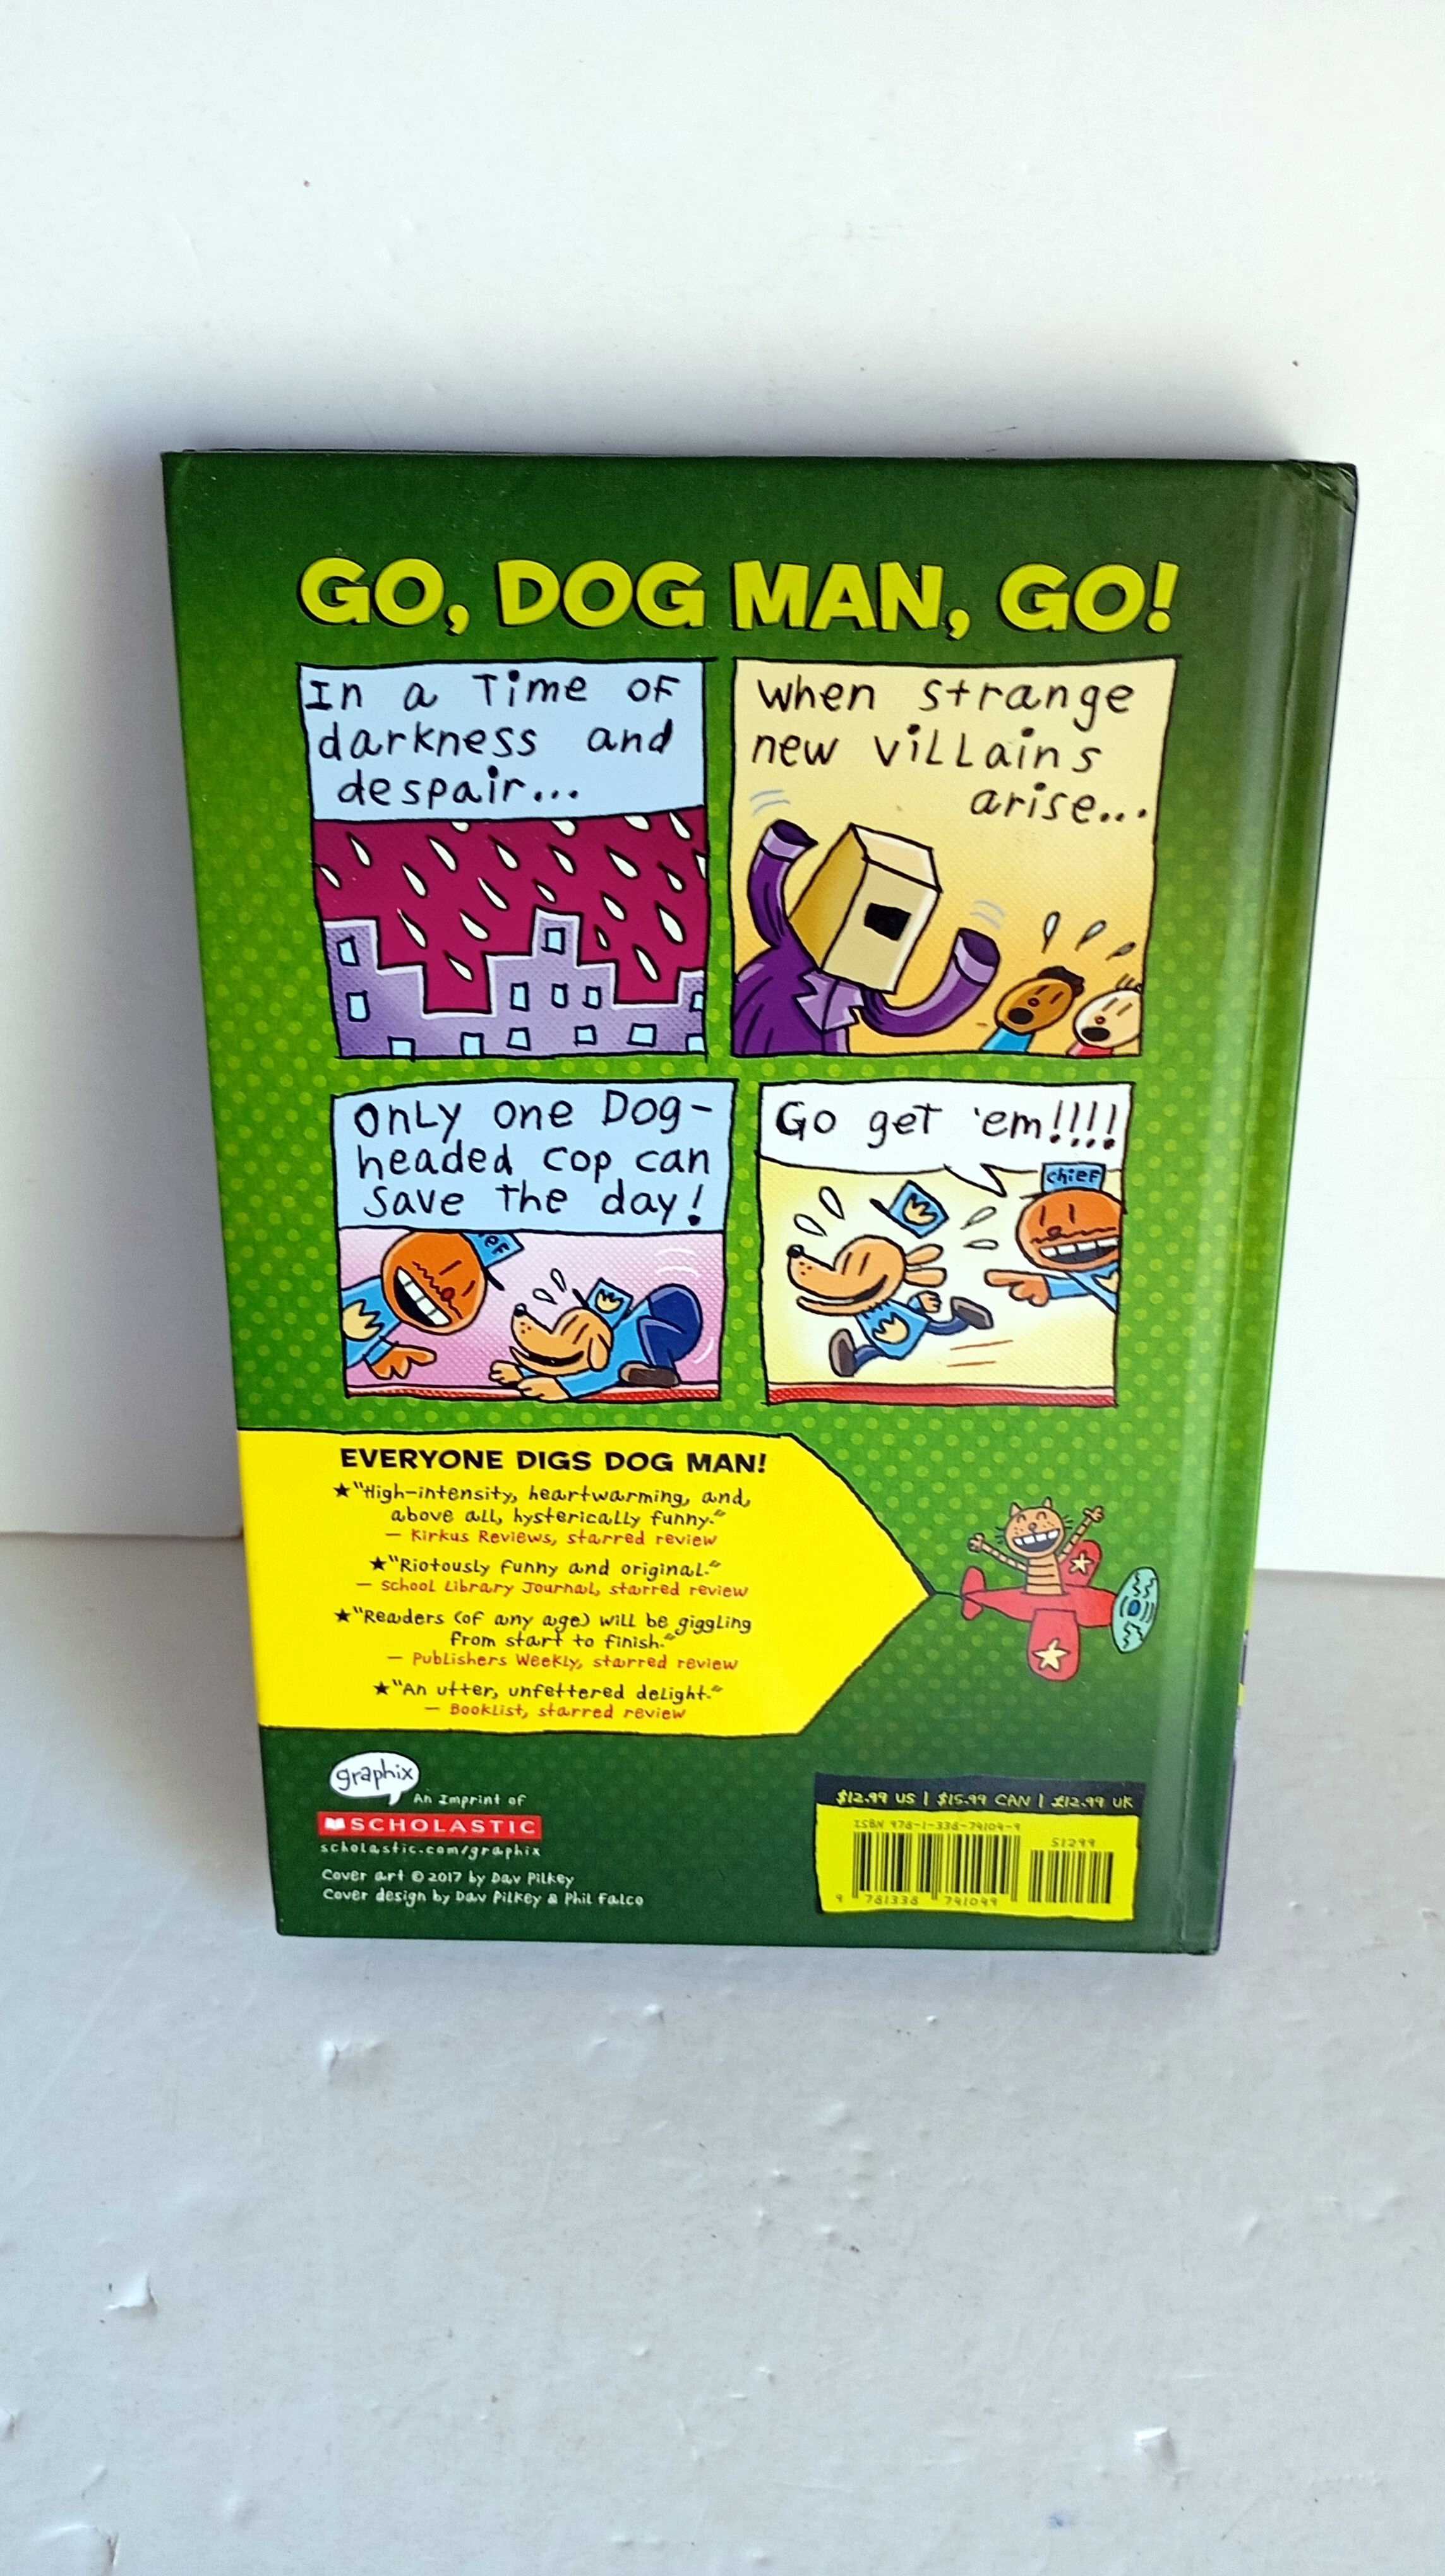 GO, DOG MAN, GO!
In a Time OF
darkness and
despair...
when strange
new villains
arise...
Only one Dog-
headed cop can
save the day!
Go get 'em!!!!
chief
EVERYONE DIGS DOG MAN!
★"High-intensity, heartwarming, and,
above all, hysterically funny."
— Kirkus Reviews, starred review
★"Riotously funny and original."
— School Library Journal, starred review
★"Readers (of any age) will be giggling
from start to finish."
— Publishers Weekly, starred review
★"An utter, unfettered delight."
— Booklist, starred review
graphix
An Imprint of
SCHOLASTIC
scholastic.com/graphix
Cover art © 2017 by Dav Pilkey
Cover design by Dav Pilkey & Phil Falco
$12.99 US | $15.99 CAN | £12.99 UK
ISBN 978-1-338-74104-9
51299
9 781338 741049